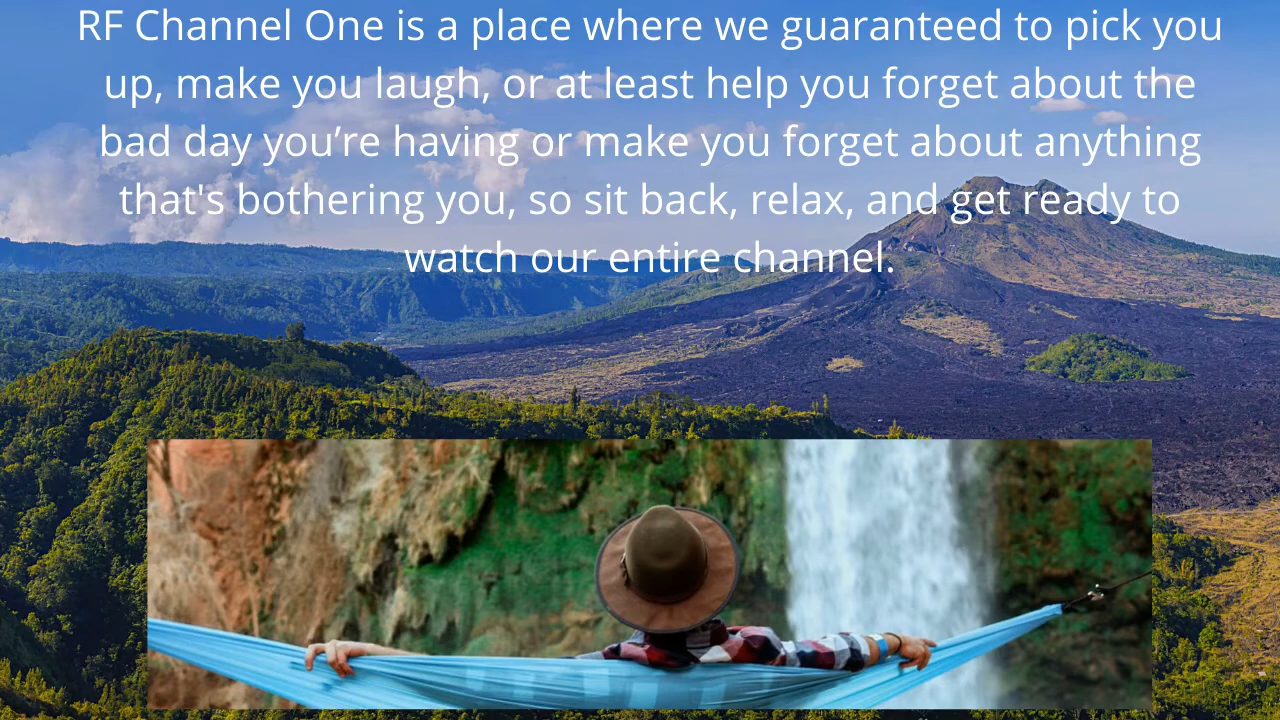 RF Channel One is a place where we guaranteed to pick you
up, make you laugh, or at least help you forget about the
bad day you’re having or make you forget about anything
that's bothering you, so sit back, relax, and get ready to
watch our entire channel.